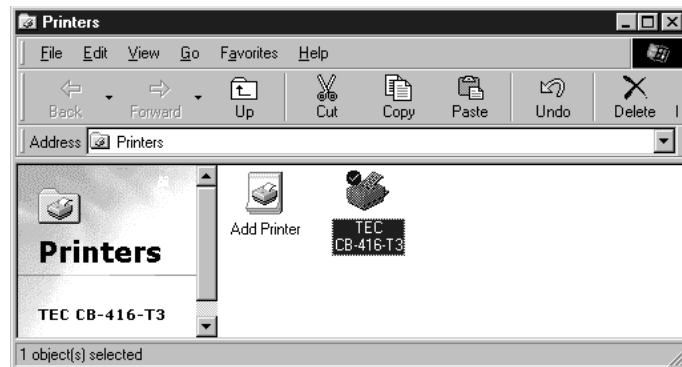 Printers
File Edit View Go Favorites Help
Back Forward Up Cut Copy Paste Undo Delete
Address Printers
Add Printer
TEC
CB-416-T3
Printers
TEC CB-416-T3
1 object(s) selected